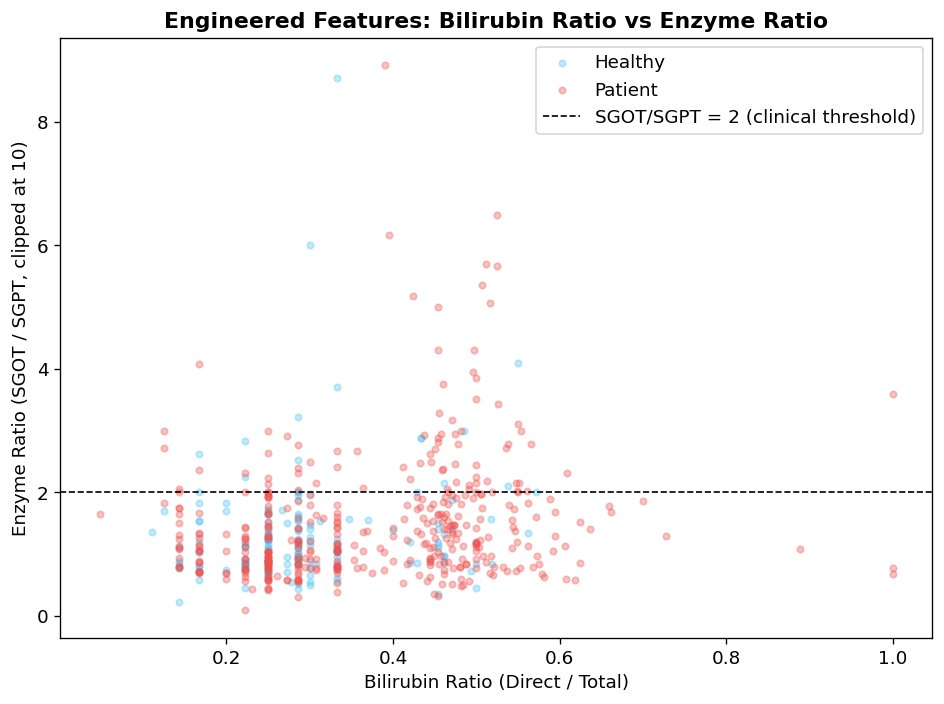 Engineered Features: Bilirubin Ratio vs Enzyme Ratio
Healthy
Patient
SGOT/SGPT = 2 (clinical threshold)
Enzyme Ratio (SGOT / SGPT, clipped at 10)
8
6
4
2
0
0.2 0.4 0.6 0.8 1.0
Bilirubin Ratio (Direct / Total)